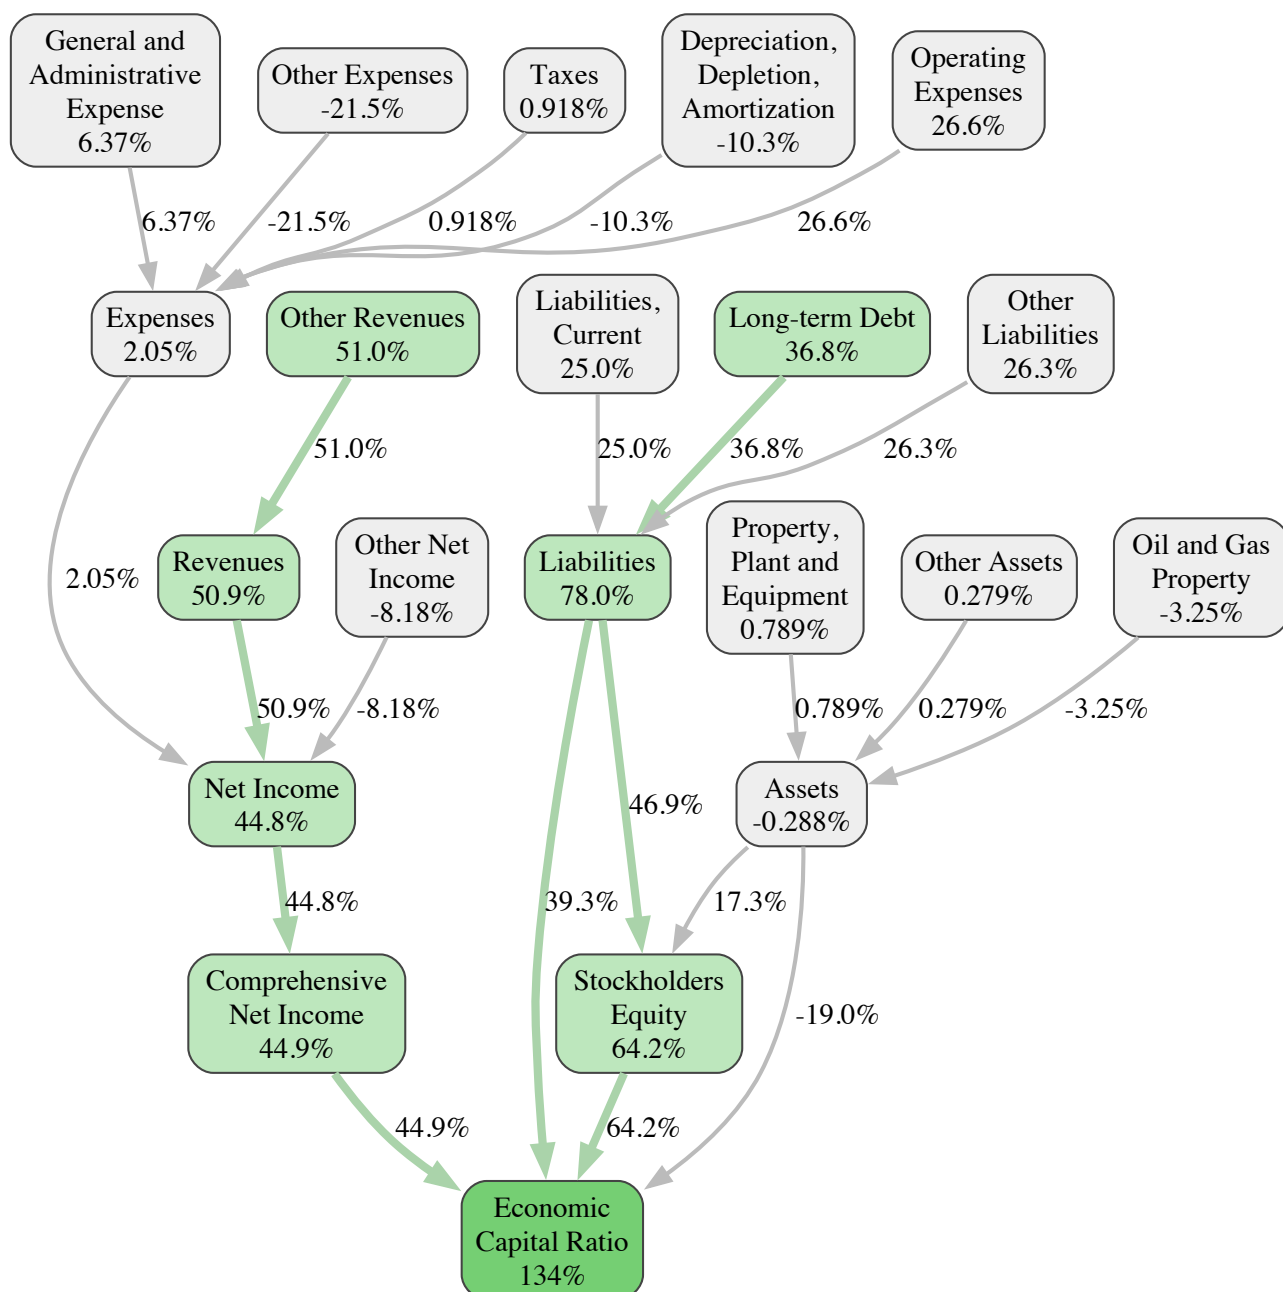 General and
Administrative
Expense
6.37%
Other Expenses
-21.5%
Taxes
0.918%
Depreciation,
Depletion,
Amortization
-10.3%
Operating
Expenses
26.6%
6.37%
-21.5%
0.918%
-10.3%
26.6%
Expenses
2.05%
Other Revenues
51.0%
Liabilities,
Current
25.0%
Long-term Debt
36.8%
Other
Liabilities
26.3%
51.0%
25.0%
36.8%
26.3%
2.05%
Revenues
50.9%
Other Net
Income
-8.18%
Liabilities
78.0%
Property,
Plant and
Equipment
0.789%
Other Assets
0.279%
Oil and Gas
Property
-3.25%
50.9%
-8.18%
0.789%
0.279%
-3.25%
Net Income
44.8%
46.9%
Assets
-0.288%
44.8%
39.3%
17.3%
Comprehensive
Net Income
44.9%
Stockholders
Equity
64.2%
-19.0%
44.9%
64.2%
Economic
Capital Ratio
134%